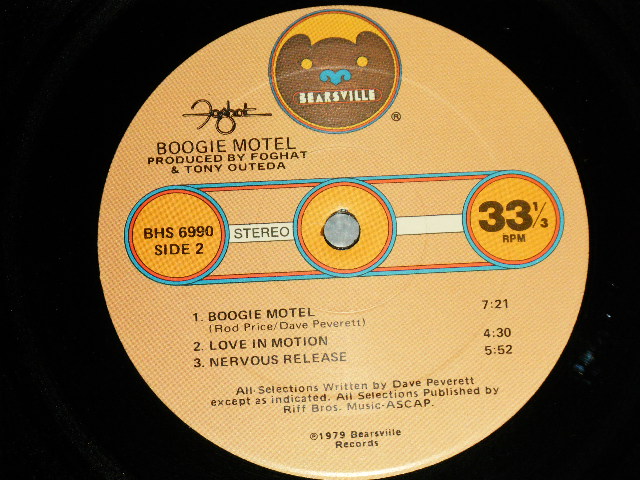 BEARSVILLE
®
Foghat
BOOGIE MOTEL
PRODUCED BY FOGHAT
& TONY OUTEDA
BHS 6990
SIDE 2
STEREO
33 1/3
RPM
1. BOOGIE MOTEL 7:21
(Rod Price/Dave Peverett)
2. LOVE IN MOTION 4:30
3. NERVOUS RELEASE 5:52
All Selections Written by Dave Peverett
except as indicated. All Selections Published by
Riff Bros. Music-ASCAP.
℗1979 Bearsville
Records